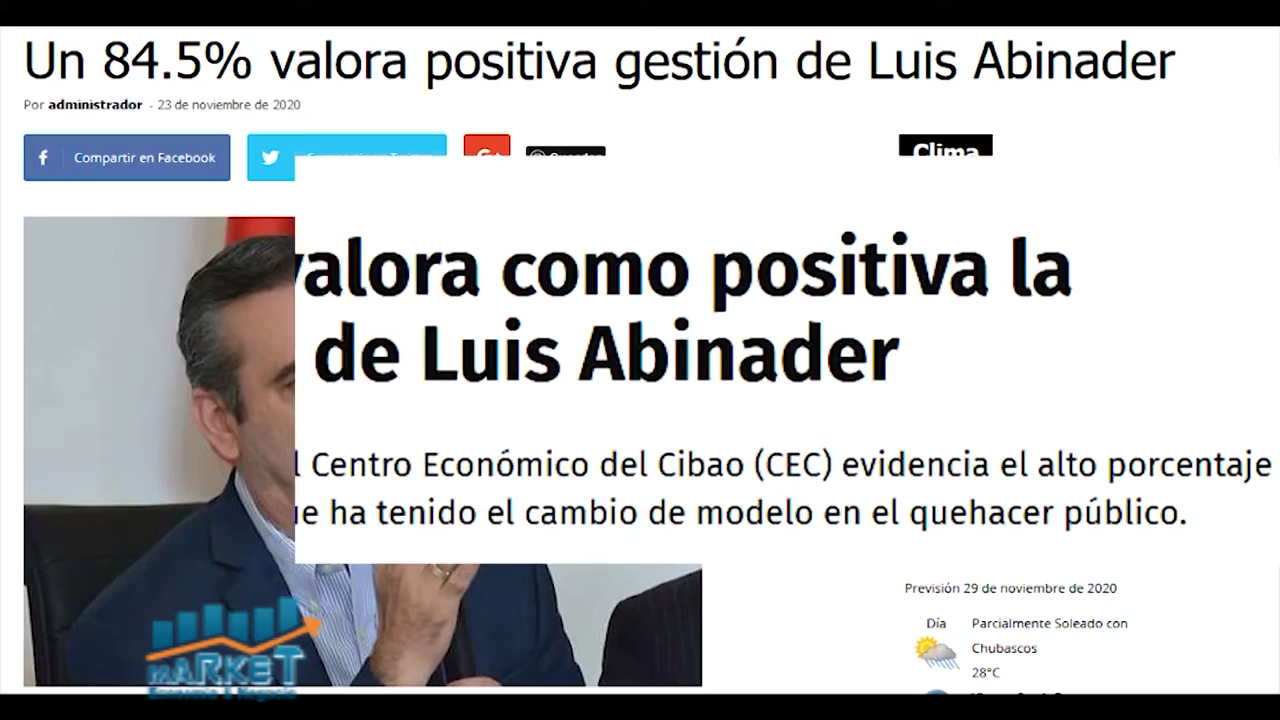 Un 84.5% valora positiva gestión de Luis Abinader
Por administrador - 23 de noviembre de 2020
Compartir en Facebook
Clima
valora como positiva la
de Luis Abinader
l Centro Económico del Cibao (CEC) evidencia el alto porcentaje
ue ha tenido el cambio de modelo en el quehacer público.
Previsión 29 de noviembre de 2020
Día
Parcialmente Soleado con
Chubascos
28°C
MARKET
Economía & Negocio